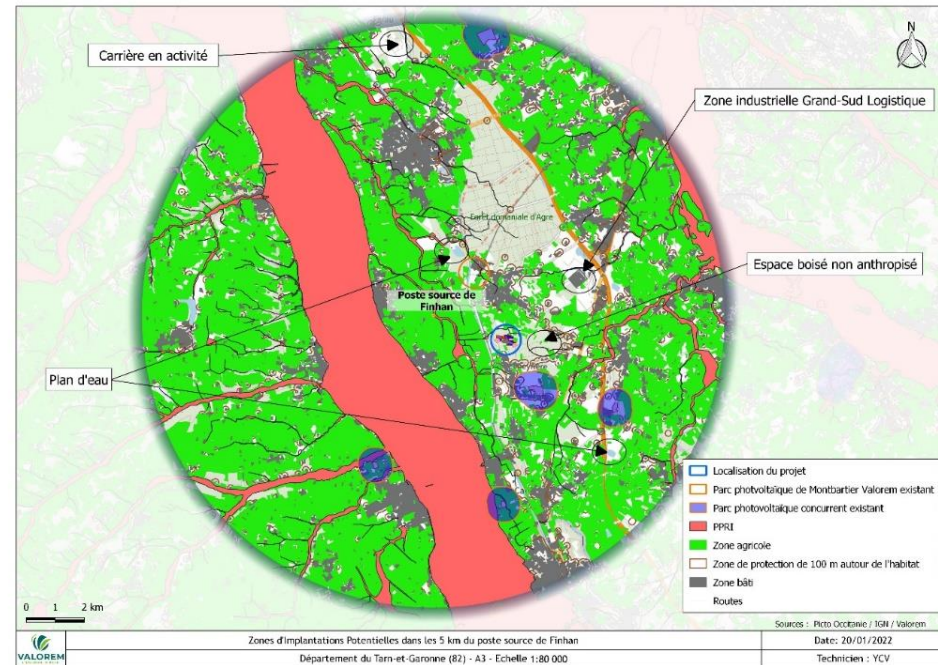 Carrière en activité
N
Zone industrielle Grand-Sud Logistique
Forêt domaniale d'Agre
Espace boisé non anthropisé
Poste source de
Finhan
Plan d'eau
Localisation du projet
Parc photvoltaïque de Montbartier Valorem existant
Parc photovoltaïque concurrent existant
PPRI
Zone agricole
Zone de protection de 100 m autour de l'habitat
Zone bâti
Routes
0 1 2 km
Sources : Picto Occitanie / IGN / Valorem
VALOREM
Zones d'Implantations Potentielles dans les 5 km du poste source de Finhan
Date: 20/01/2022
Département du Tarn-et-Garonne (82) - A3 - Echelle 1:80 000
Technicien : YCV